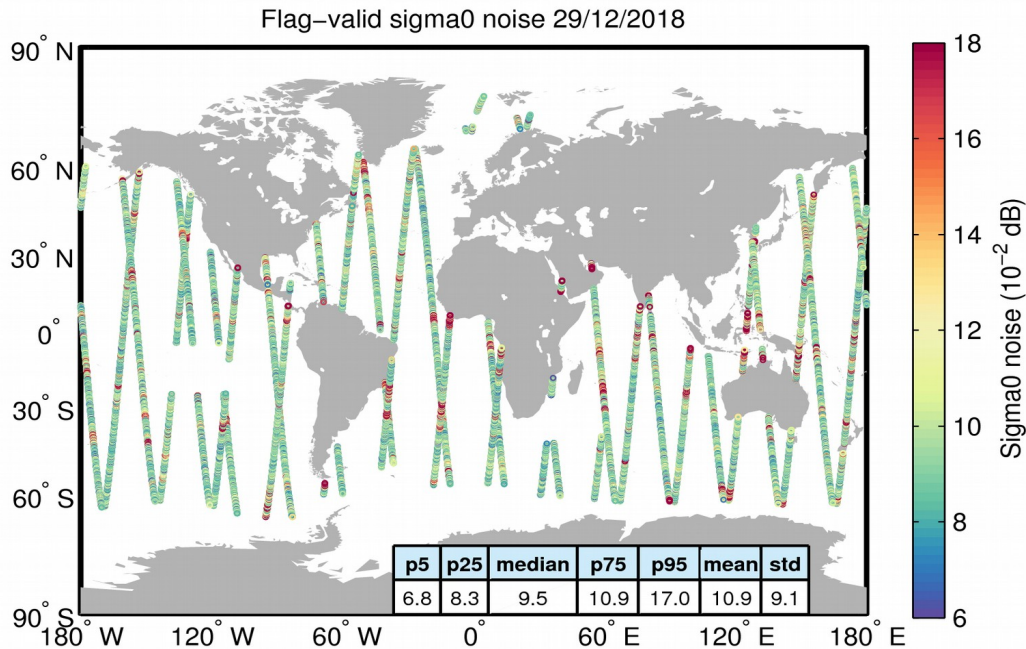 Flag−valid sigma0 noise 29/12/2018
90° N
60° N
30° N
0°
30° S
60° S
90° S
180° W
120° W
60° W
0°
60° E
120° E
180° E
p5 p25 median p75 p95 mean std
6.8 8.3 9.5 10.9 17.0 10.9 9.1
18
16
14
12
10
8
6
Sigma0 noise (10⁻² dB)